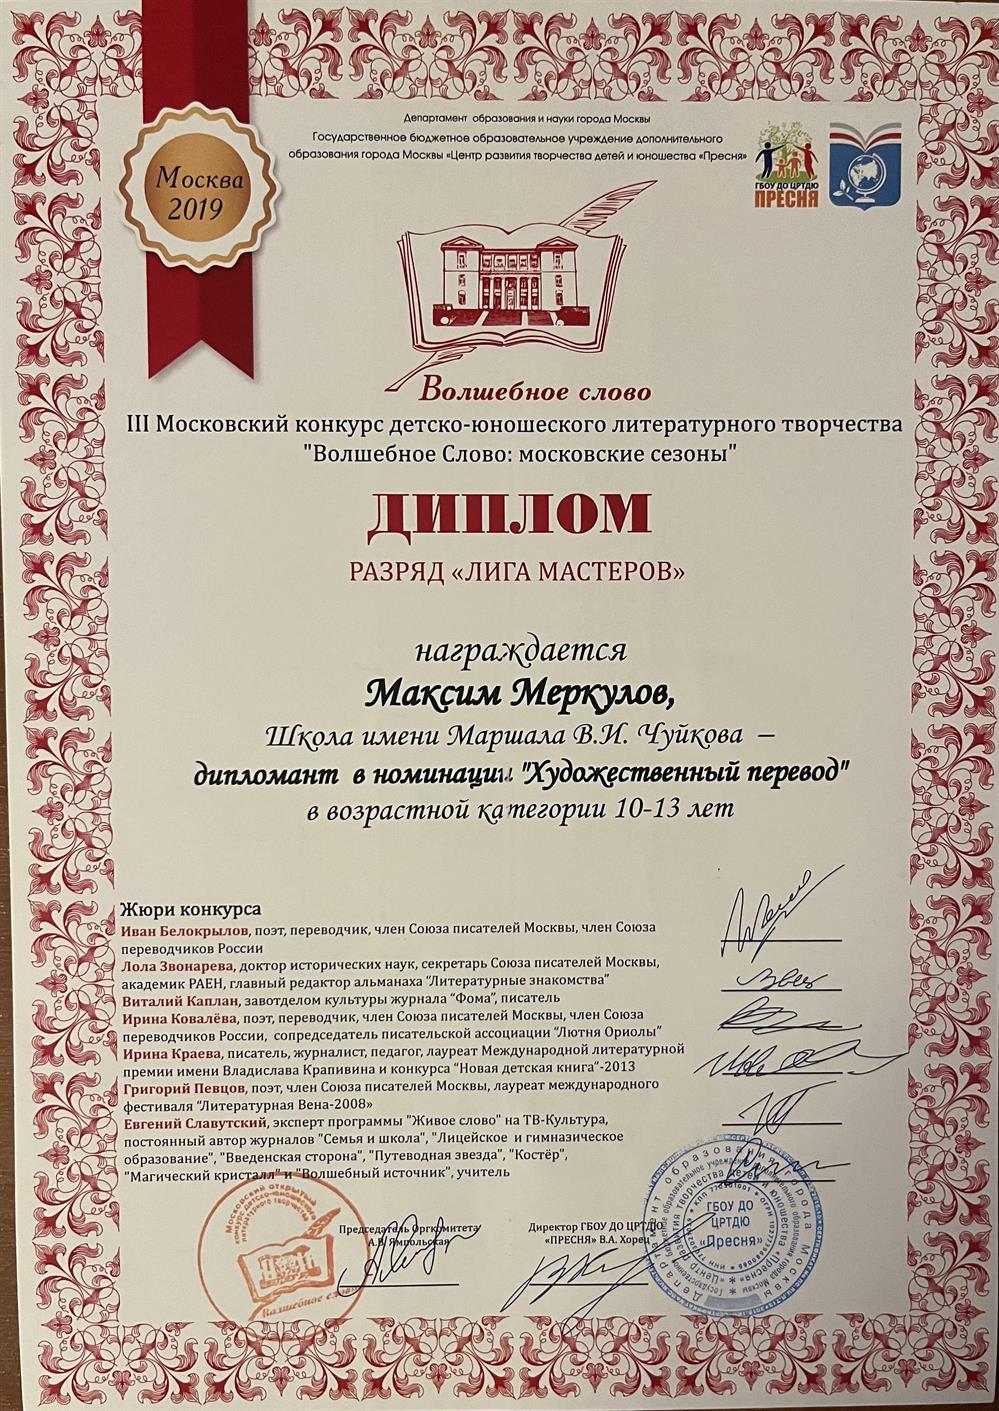 Москва
2019
Департамент образования и науки города Москвы
Государственное бюджетное образовательное учреждение дополнительного
образования города Москвы «Центр развития творчества детей и юношества «Пресня»
ГБОУ ДО ЦРТДЮ
ПРЕСНЯ
Волшебное слово
III Московский конкурс детско-юношеского литературного творчества
"Волшебное Слово: московские сезоны"
ДИПЛОМ
РАЗРЯД «ЛИГА МАСТЕРОВ»
награждается
Максим Меркулов,
Школа имени Маршала В.И. Чуйкова –
дипломант в номинации "Художественный перевод"
в возрастной категории 10-13 лет
Жюри конкурса
Иван Белокрылов, поэт, переводчик, член Союза писателей Москвы, член Союза
переводчиков России
Лола Звонарева, доктор исторических наук, секретарь Союза писателей Москвы,
академик РАЕН, главный редактор альманаха “Литературные знакомства”
Виталий Каплан, завотделом культуры журнала “Фома”, писатель
Ирина Ковалёва, поэт, переводчик, член Союза писателей Москвы, член Союза
переводчиков России, сопредседатель писательской ассоциации “Лютня Ориолы”
Ирина Краева, писатель, журналист, педагог, лауреат Международной литературной
премии имени Владислава Крапивина и конкурса “Новая детская книга”-2013
Григорий Певцов, поэт, член Союза писателей Москвы, лауреат международного
фестиваля “Литературная Вена-2008»
Евгений Славутский, эксперт программы "Живое слово" на ТВ-Культура,
постоянный автор журналов "Семья и школа", "Лицейское и гимназическое
образование", "Введенская сторона", "Путеводная звезда", "Костёр",
"Магический кристалл" и "Волшебный источник", учитель
Председатель Оргкомитета
А.В. Ямпольская
Директор ГБОУ ДО ЦРТДЮ
«ПРЕСНЯ» В.А. Хорец
ГБОУ ДО
ЦРТДЮ
«Пресня»